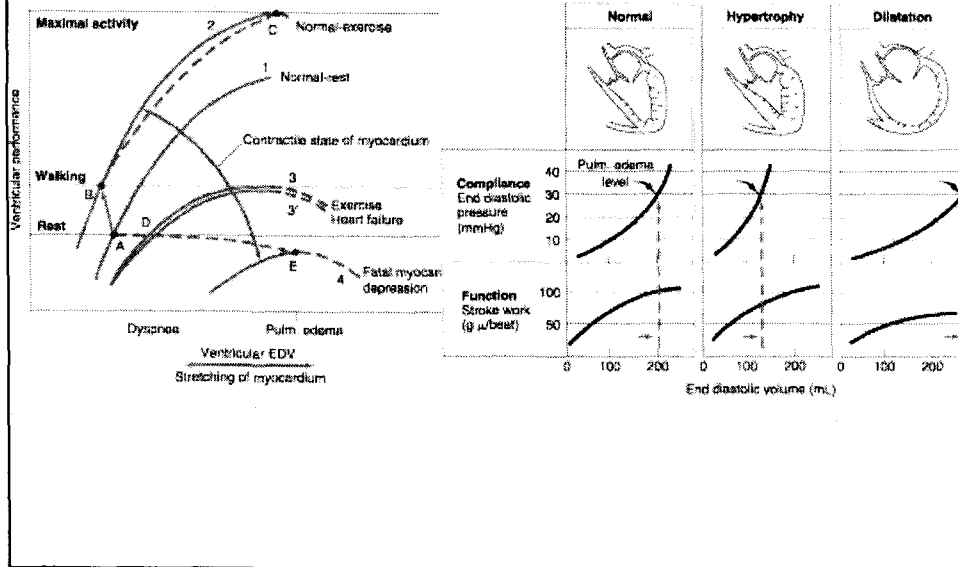 Maximal activity
2
C
Normal-exercise
1
Normal-rest
Contractile state of myocardium
Ventricular performance
Walking
B
3
3'
Exercise
Heart failure
Rest
D
A
E
4
Fatal myocar
depression
Dyspnea
Pulm. edema
Ventricular EDV
Stretching of myocardium
Normal
Hypertrophy
Dilatation
Compliance
End diastolic
pressure
(mmHg)
40
30
20
10
Pulm. edema
level
Function
Stroke work
(g μ/beat)
100
50
0
100
200
0
100
200
0
100
200
End diastolic volume (mL)